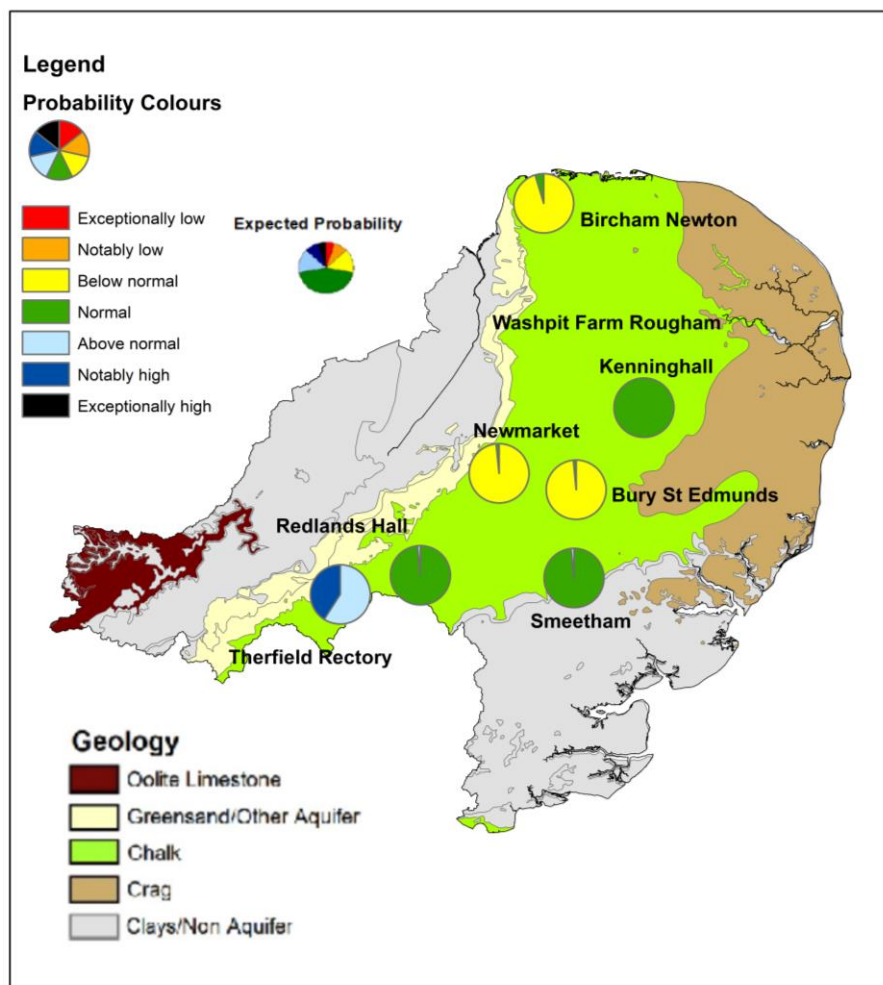 Legend
Probability Colours
Exceptionally low
Notably low
Below normal
Normal
Above normal
Notably high
Exceptionally high
Expected Probability
Bircham Newton
Washpit Farm Rougham
Kenninghall
Newmarket
Bury St Edmunds
Redlands Hall
Smeetham
Therfield Rectory
Geology
Oolite Limestone
Greensand/Other Aquifer
Chalk
Crag
Clays/Non Aquifer